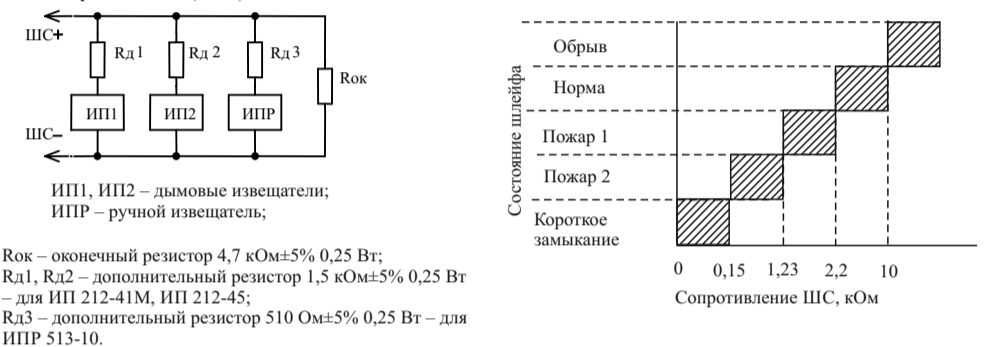 ШС+
Rд1
Rд 2
Rд 3
Rок
ИП1
ИП2
ИПР
ШС–
ИП1, ИП2 – дымовые извещатели;
ИПР – ручной извещатель;
Rок – оконечный резистор 4,7 кОм±5% 0,25 Вт;
Rд1, Rд2 – дополнительный резистор 1,5 кОм±5% 0,25 Вт
– для ИП 212-41М, ИП 212-45;
Rд3 – дополнительный резистор 510 Ом±5% 0,25 Вт – для
ИПР 513-10.
Состояние шлейфа
Обрыв
Норма
Пожар 1
Пожар 2
Короткое
замыкание
0 0,15 1,23 2,2 10
Сопротивление ШС, кОм